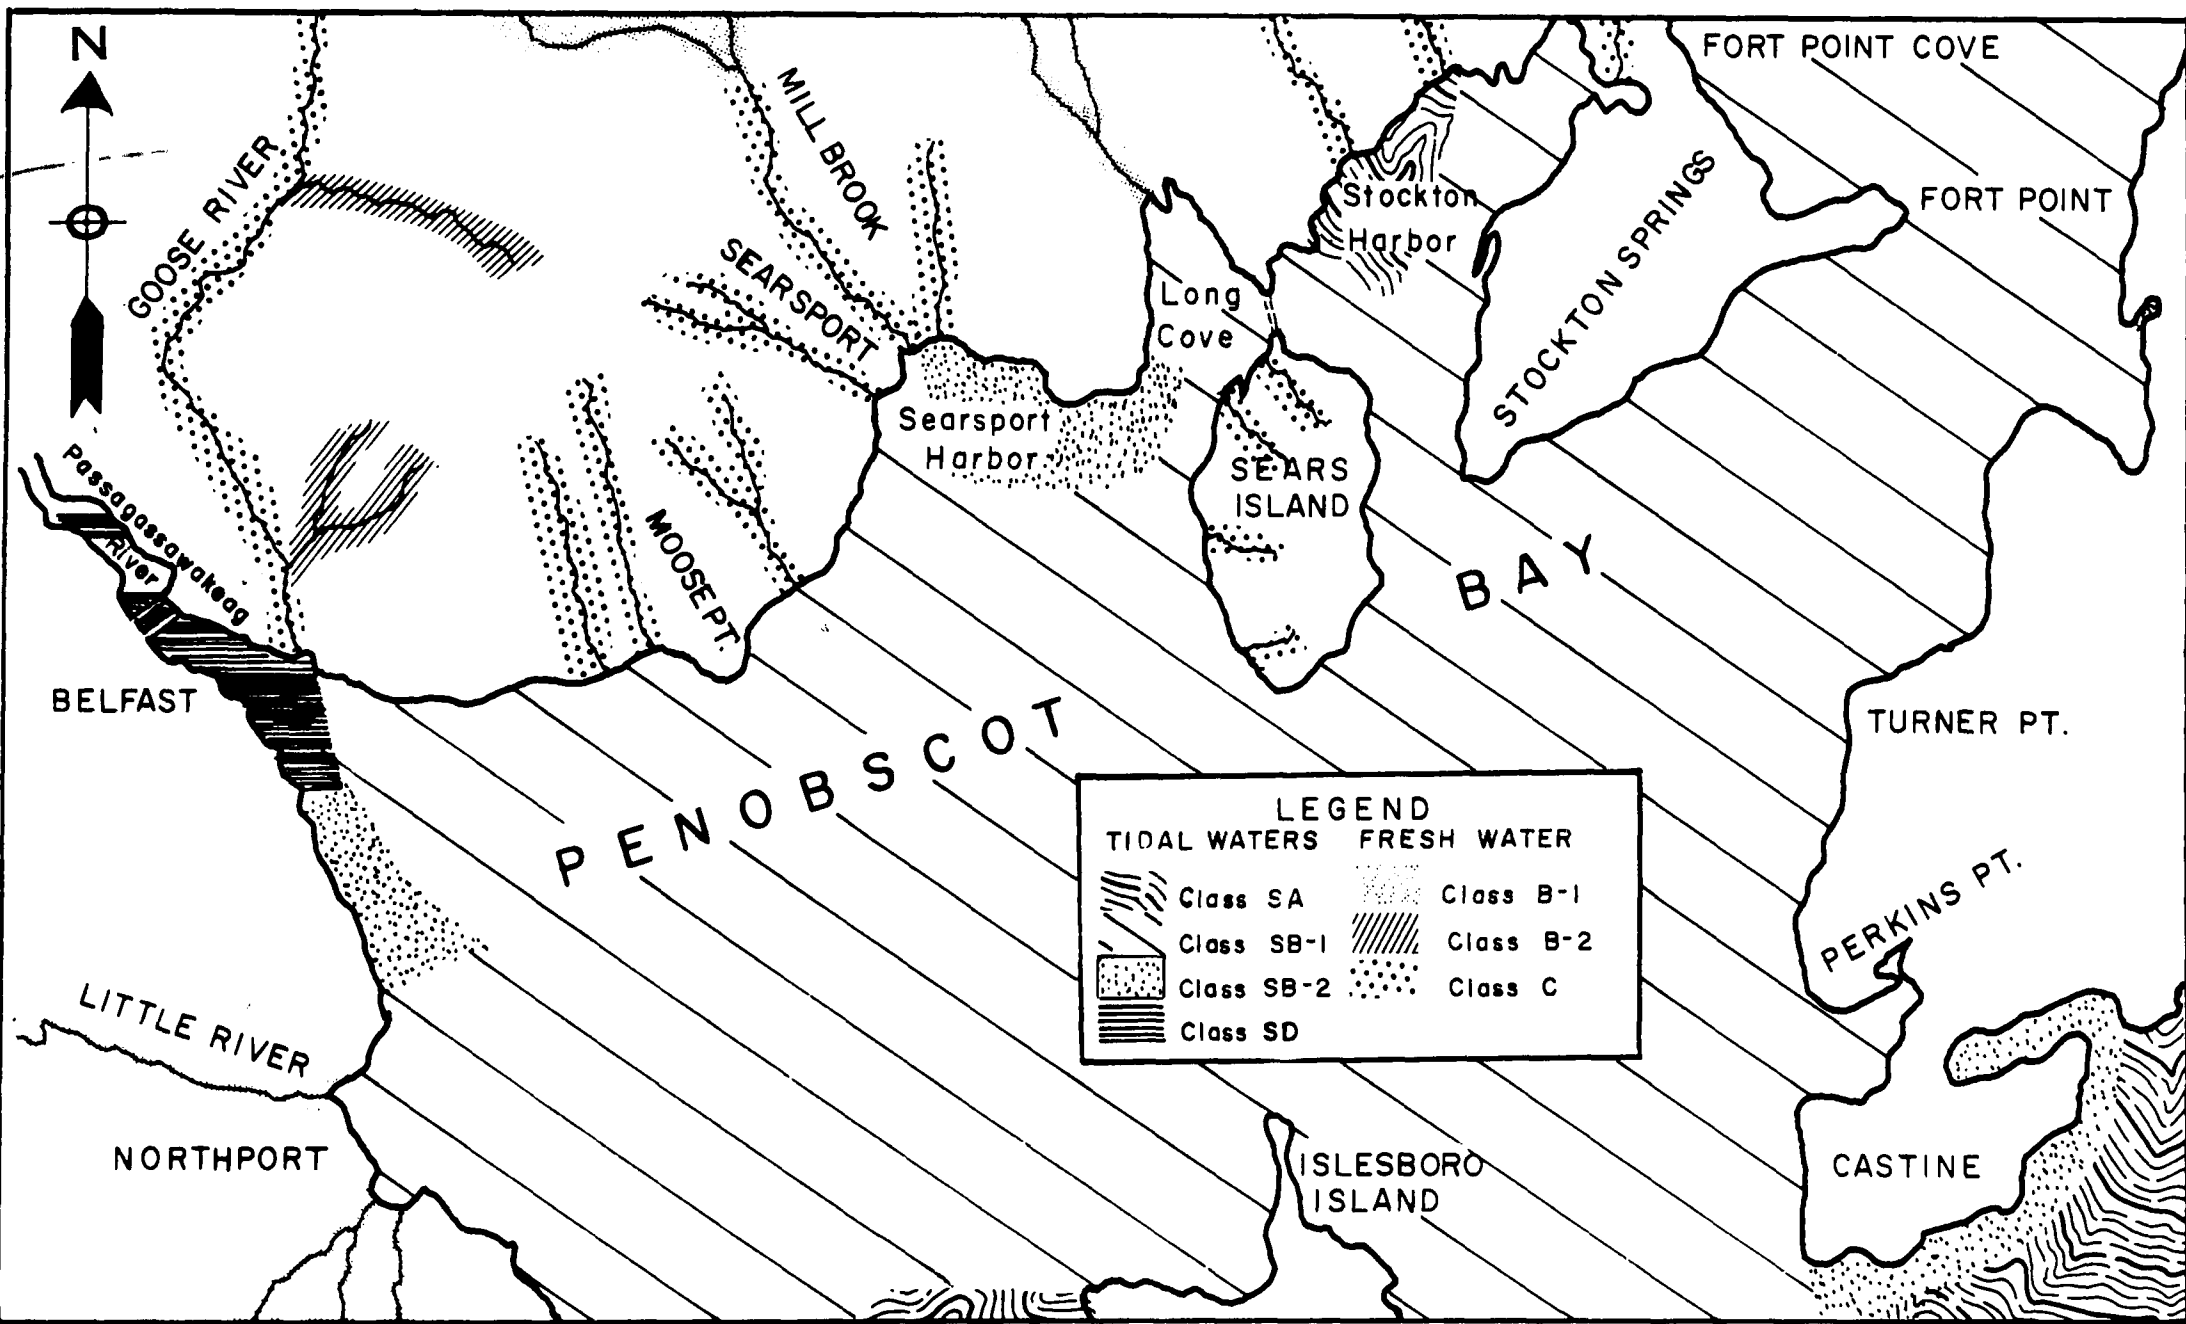 N
FORT POINT COVE
MILL BROOK
GOOSE RIVER
FORT POINT
Stockton
Harbor
STOCKTON SPRINGS
SEARSPORT
Long
Cove
Searsport
Harbor
SEARS
ISLAND
Passagassawakeag
River
MOOSE PT.
BELFAST
PENOBSCOT
BAY
TURNER PT.
LEGEND
TIDAL WATERS FRESH WATER
Class SA Class B-1
Class SB-1 Class B-2
Class SB-2 Class C
Class SD
PERKINS PT.
LITTLE RIVER
NORTHPORT
ISLESBORO
ISLAND
CASTINE